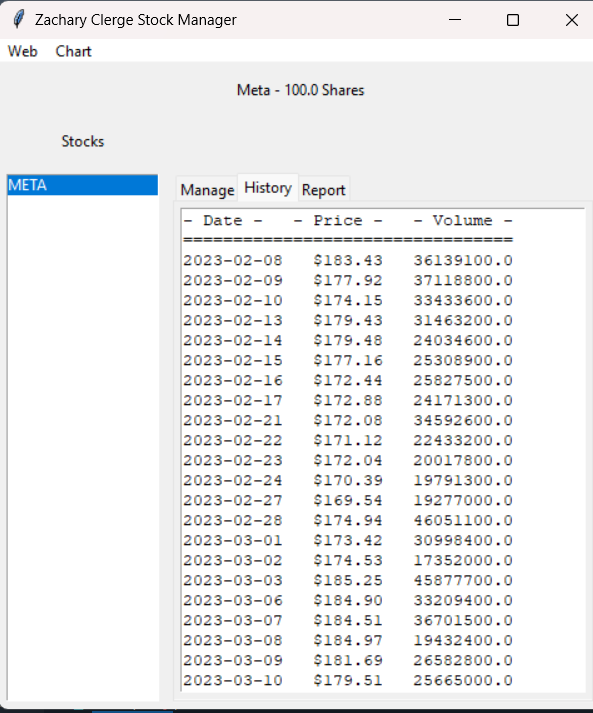 Zachary Clerge Stock Manager
Web Chart
Meta - 100.0 Shares
Stocks
META
Manage History Report
- Date -   - Price -   - Volume -
=================================
2023-02-08   $183.43   36139100.0
2023-02-09   $177.92   37118800.0
2023-02-10   $174.15   33433600.0
2023-02-13   $179.43   31463200.0
2023-02-14   $179.48   24034600.0
2023-02-15   $177.16   25308900.0
2023-02-16   $172.44   25827500.0
2023-02-17   $172.88   24171300.0
2023-02-21   $172.08   34592600.0
2023-02-22   $171.12   22433200.0
2023-02-23   $172.04   20017800.0
2023-02-24   $170.39   19791300.0
2023-02-27   $169.54   19277000.0
2023-02-28   $174.94   46051100.0
2023-03-01   $173.42   30998400.0
2023-03-02   $174.53   17352000.0
2023-03-03   $185.25   45877700.0
2023-03-06   $184.90   33209400.0
2023-03-07   $184.51   36701500.0
2023-03-08   $184.97   19432400.0
2023-03-09   $181.69   26582800.0
2023-03-10   $179.51   25665000.0